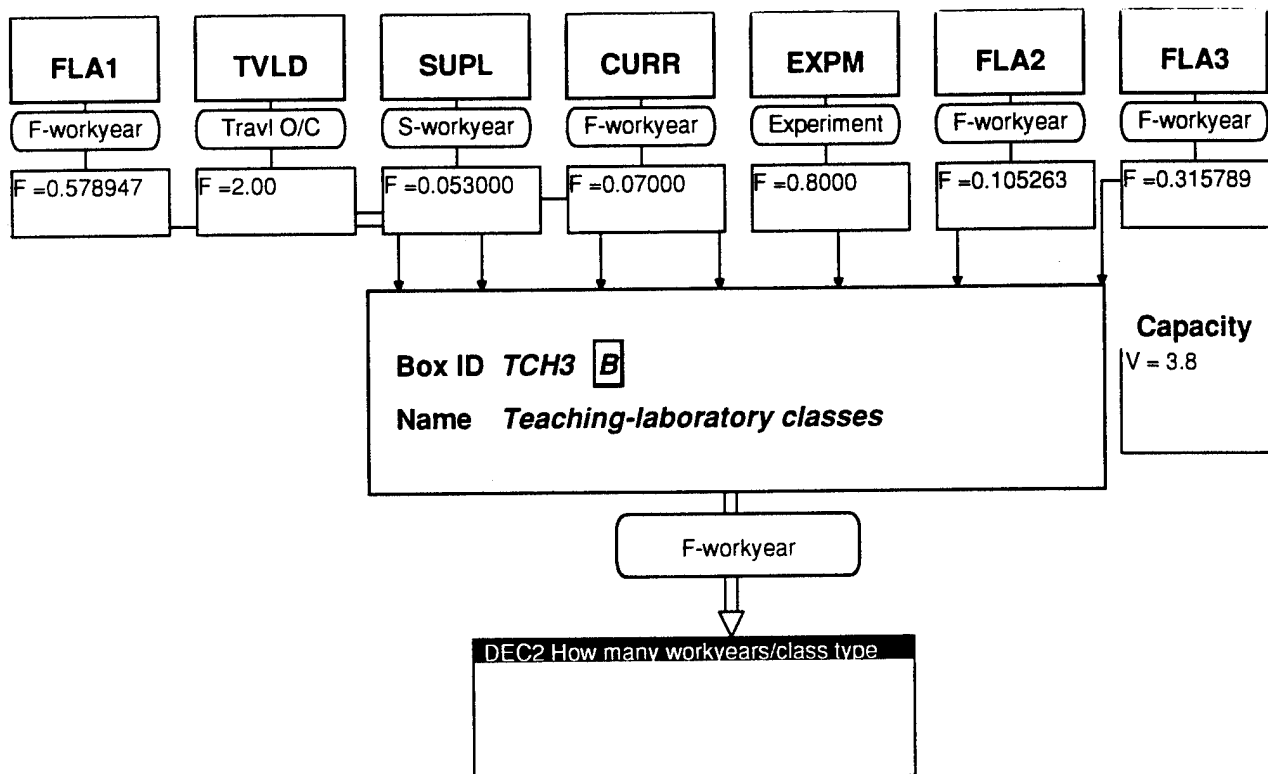 FLA1 TVLD SUPL CURR EXPM FLA2 FLA3
F-workyear Travl O/C S-workyear F-workyear Experiment F-workyear F-workyear
F =0.578947 F =2.00 F =0.053000 F =0.07000 F =0.8000 F =0.105263 F =0.315789
Capacity
V = 3.8
Box ID TCH3 B
Name Teaching-laboratory classes
F-workyear
DEC2 How many workyears/class type